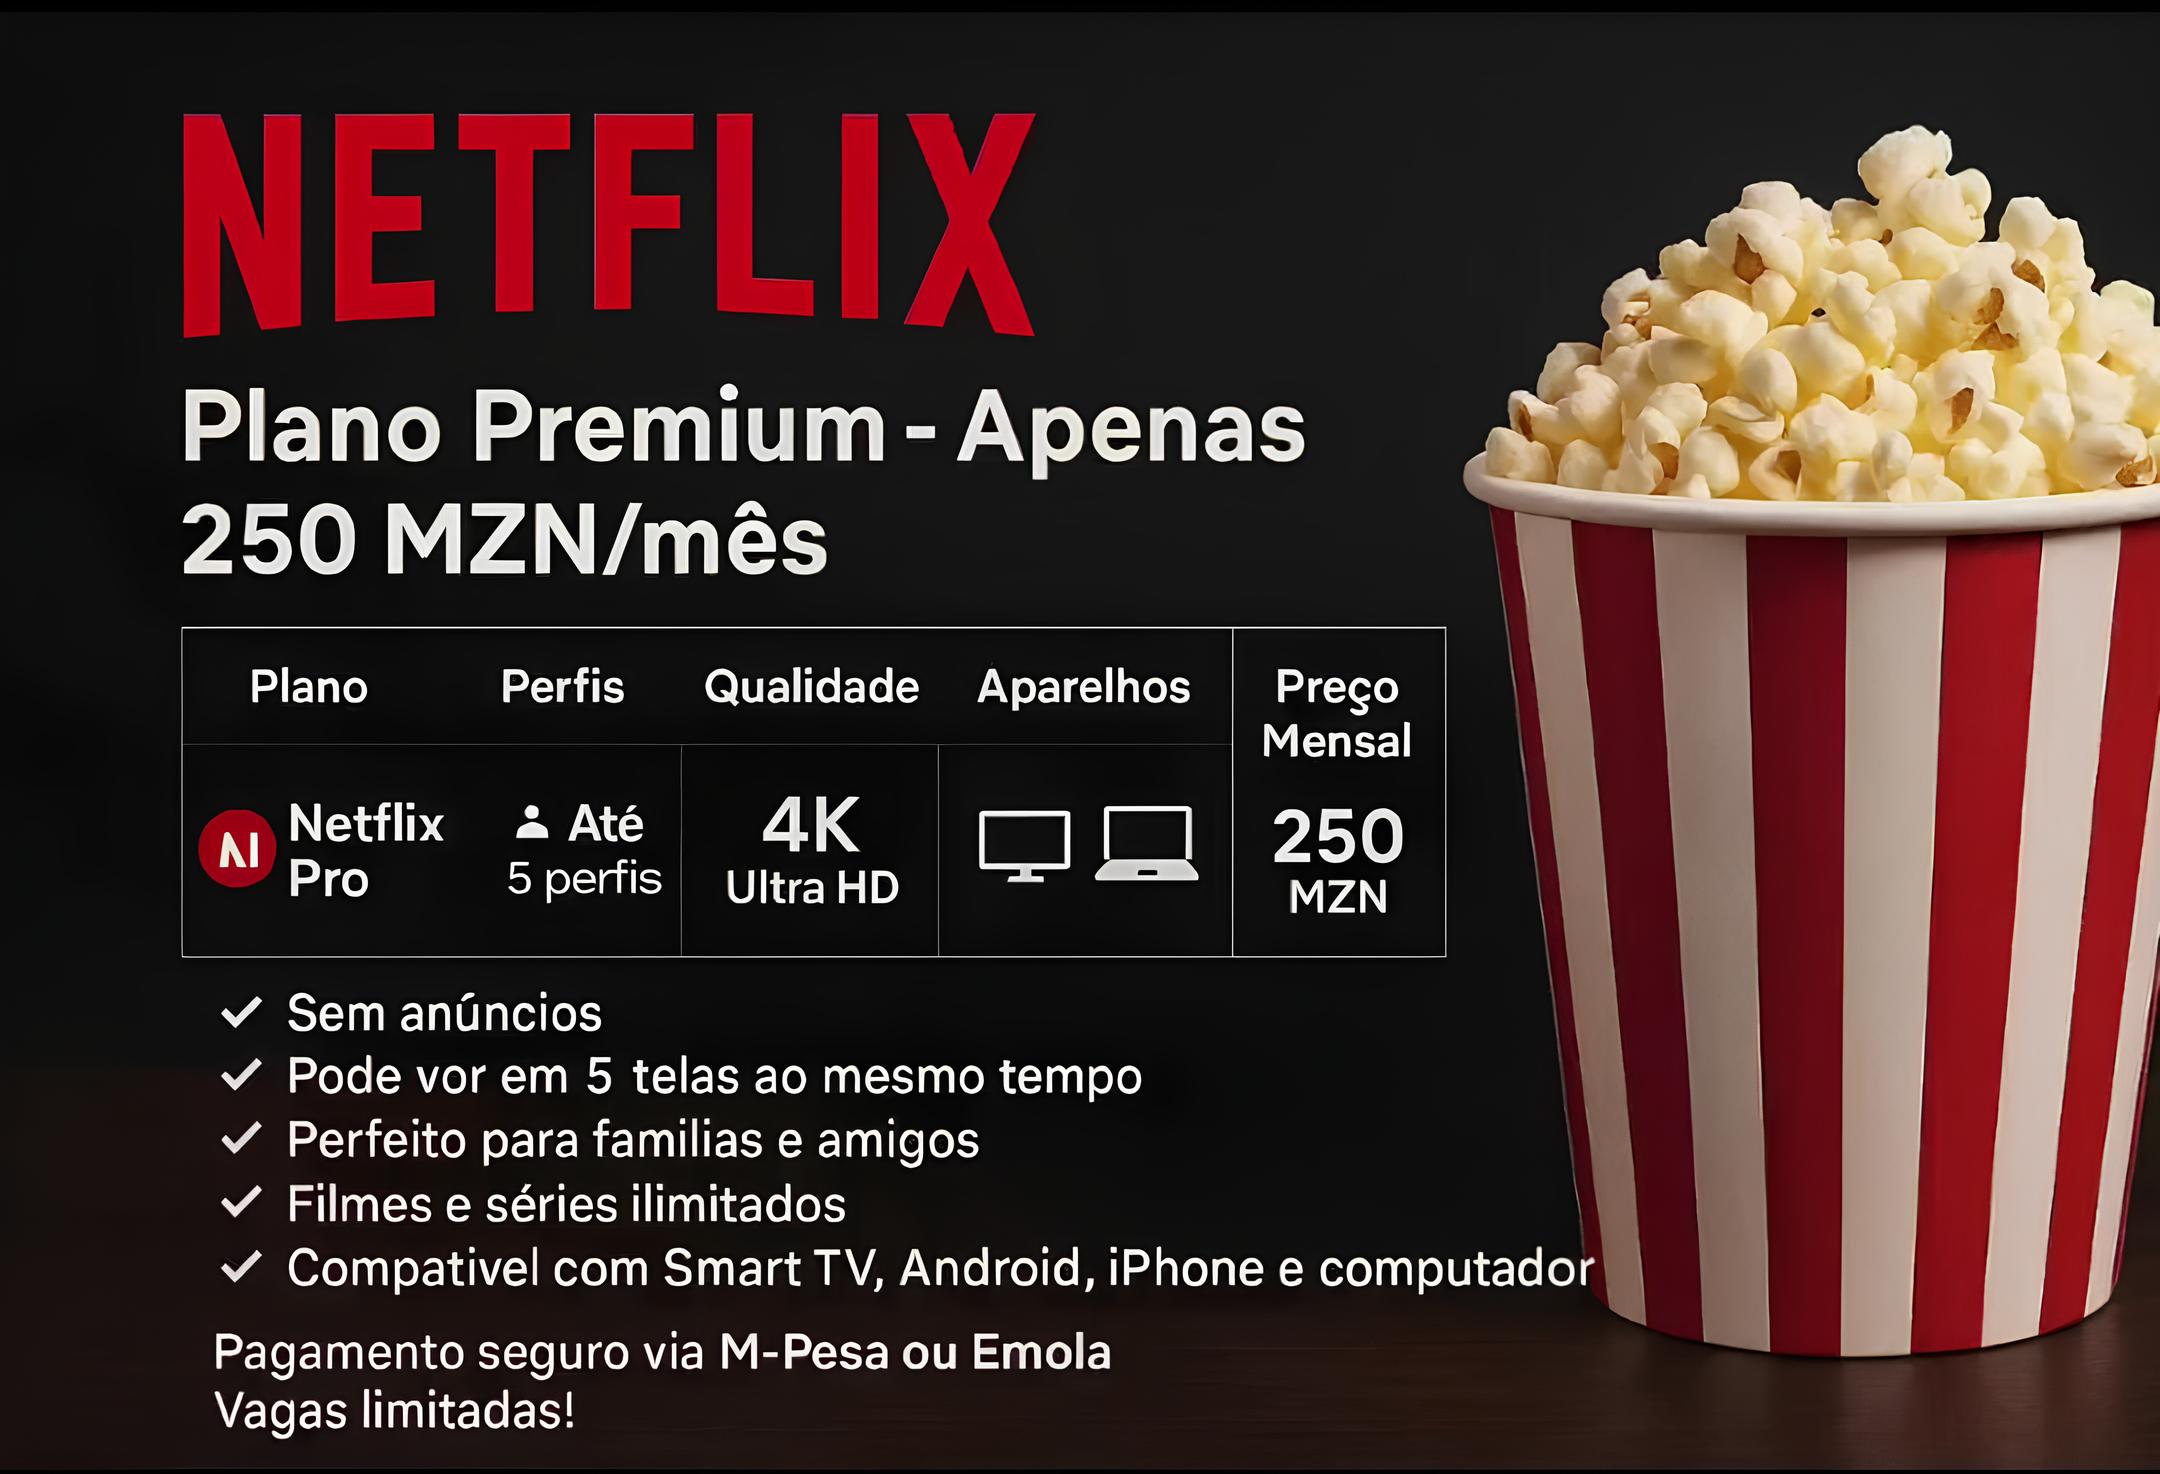 NETFLIX
Plano Premium - Apenas
250 MZN/mês
Plano Perfis Qualidade Aparelhos Preço
Mensal
Netflix
Pro
Até
5 perfis
4K
Ultra HD
250
MZN
Sem anúncios
Pode vor em 5 telas ao mesmo tempo
Perfeito para familias e amigos
Filmes e séries ilimitados
Compativel com Smart TV, Android, iPhone e computador
Pagamento seguro via M-Pesa ou Emola
Vagas limitadas!